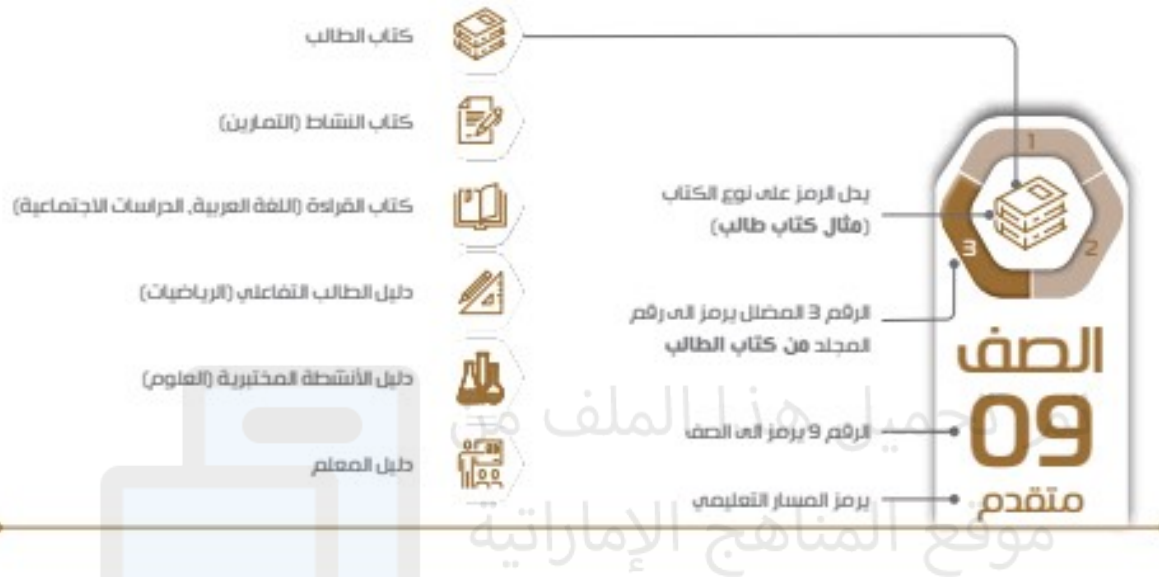 كتاب الطالب
كتاب النشاط (التمارين)
كتاب القراءة (اللغة العربية, الدراسات الاجتماعية)
دليل الطالب التفاعلي (الرياضيات)
دليل الأنشطة المختبرية (العلوم)
دليل المعلم
1
2
3
يدل الرمز على نوع الكتاب
(مثال كتاب طالب)
الرقم 3 المضلل يرمز الى رقم
المجلد من كتاب الطالب
الرقم 9 يرمز الى الصف
يرمز المسار التعليمي
الصف
09
متقدم
تم تحميل هذا الملف من
موقع المناهج الإماراتية